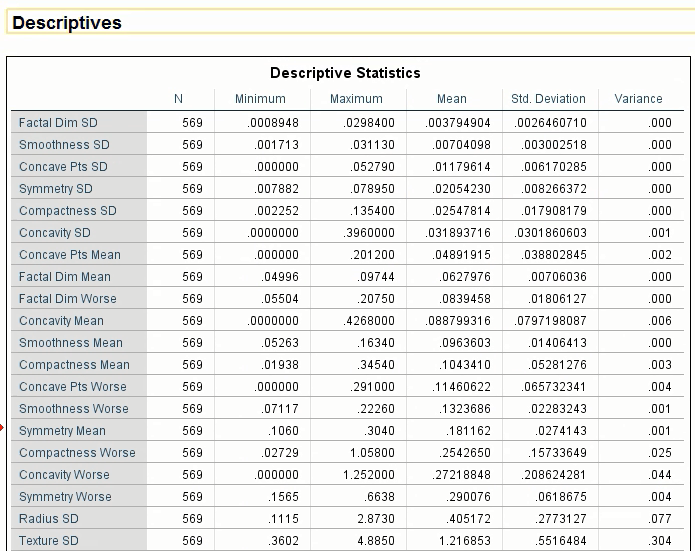 Descriptives
Descriptive Statistics
N Minimum Maximum Mean Std. Deviation Variance
Factal Dim SD 569 .0008948 .0298400 .003794904 .0026460710 .000
Smoothness SD 569 .001713 .031130 .00704098 .003002518 .000
Concave Pts SD 569 .000000 .052790 .01179614 .006170285 .000
Symmetry SD 569 .007882 .078950 .02054230 .008266372 .000
Compactness SD 569 .002252 .135400 .02547814 .017908179 .000
Concavity SD 569 .0000000 .3960000 .031893716 .0301860603 .001
Concave Pts Mean 569 .000000 .201200 .04891915 .038802845 .002
Factal Dim Mean 569 .04996 .09744 .0627976 .00706036 .000
Factal Dim Worse 569 .05504 .20750 .0839458 .01806127 .000
Concavity Mean 569 .0000000 .4268000 .088799316 .0797198087 .006
Smoothness Mean 569 .05263 .16340 .0963603 .01406413 .000
Compactness Mean 569 .01938 .34540 .1043410 .05281276 .003
Concave Pts Worse 569 .000000 .291000 .11460622 .065732341 .004
Smoothness Worse 569 .07117 .22260 .1323686 .02283243 .001
Symmetry Mean 569 .1060 .3040 .181162 .0274143 .001
Compactness Worse 569 .02729 1.05800 .2542650 .15733649 .025
Concavity Worse 569 .000000 1.252000 .27218848 .208624281 .044
Symmetry Worse 569 .1565 .6638 .290076 .0618675 .004
Radius SD 569 .1115 2.8730 .405172 .2773127 .077
Texture SD 569 .3602 4.8850 1.216853 .5516484 .304